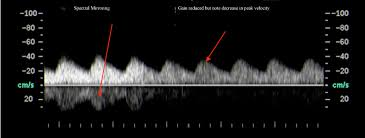 Spectral Mirroring
Gain reduced but note decrease in peak velocity
-100 -100
-80 -80
-60 -60
-40 -40
-20 -20
cm/s cm/s
20 20